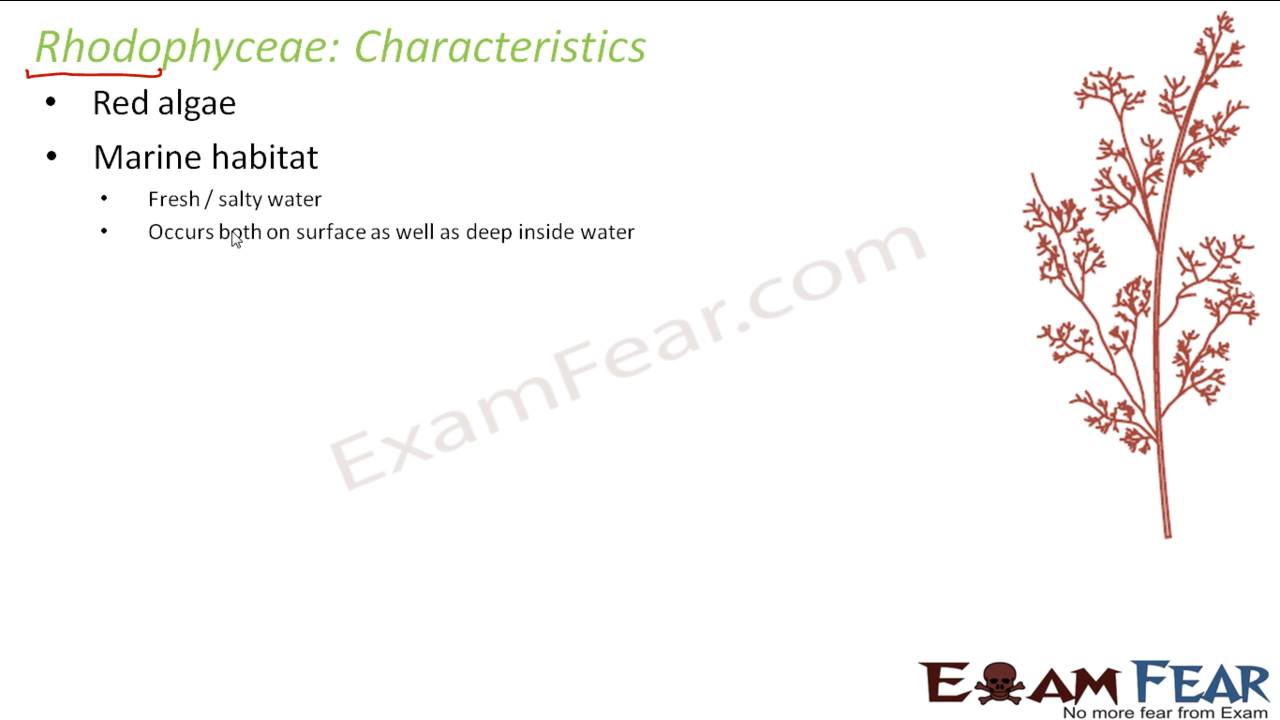 Rhodophyceae: Characteristics
• Red algae
• Marine habitat
• Fresh / salty water
• Occurs both on surface as well as deep inside water
ExamFear.com
EXAM FEAR
No more fear from Exam